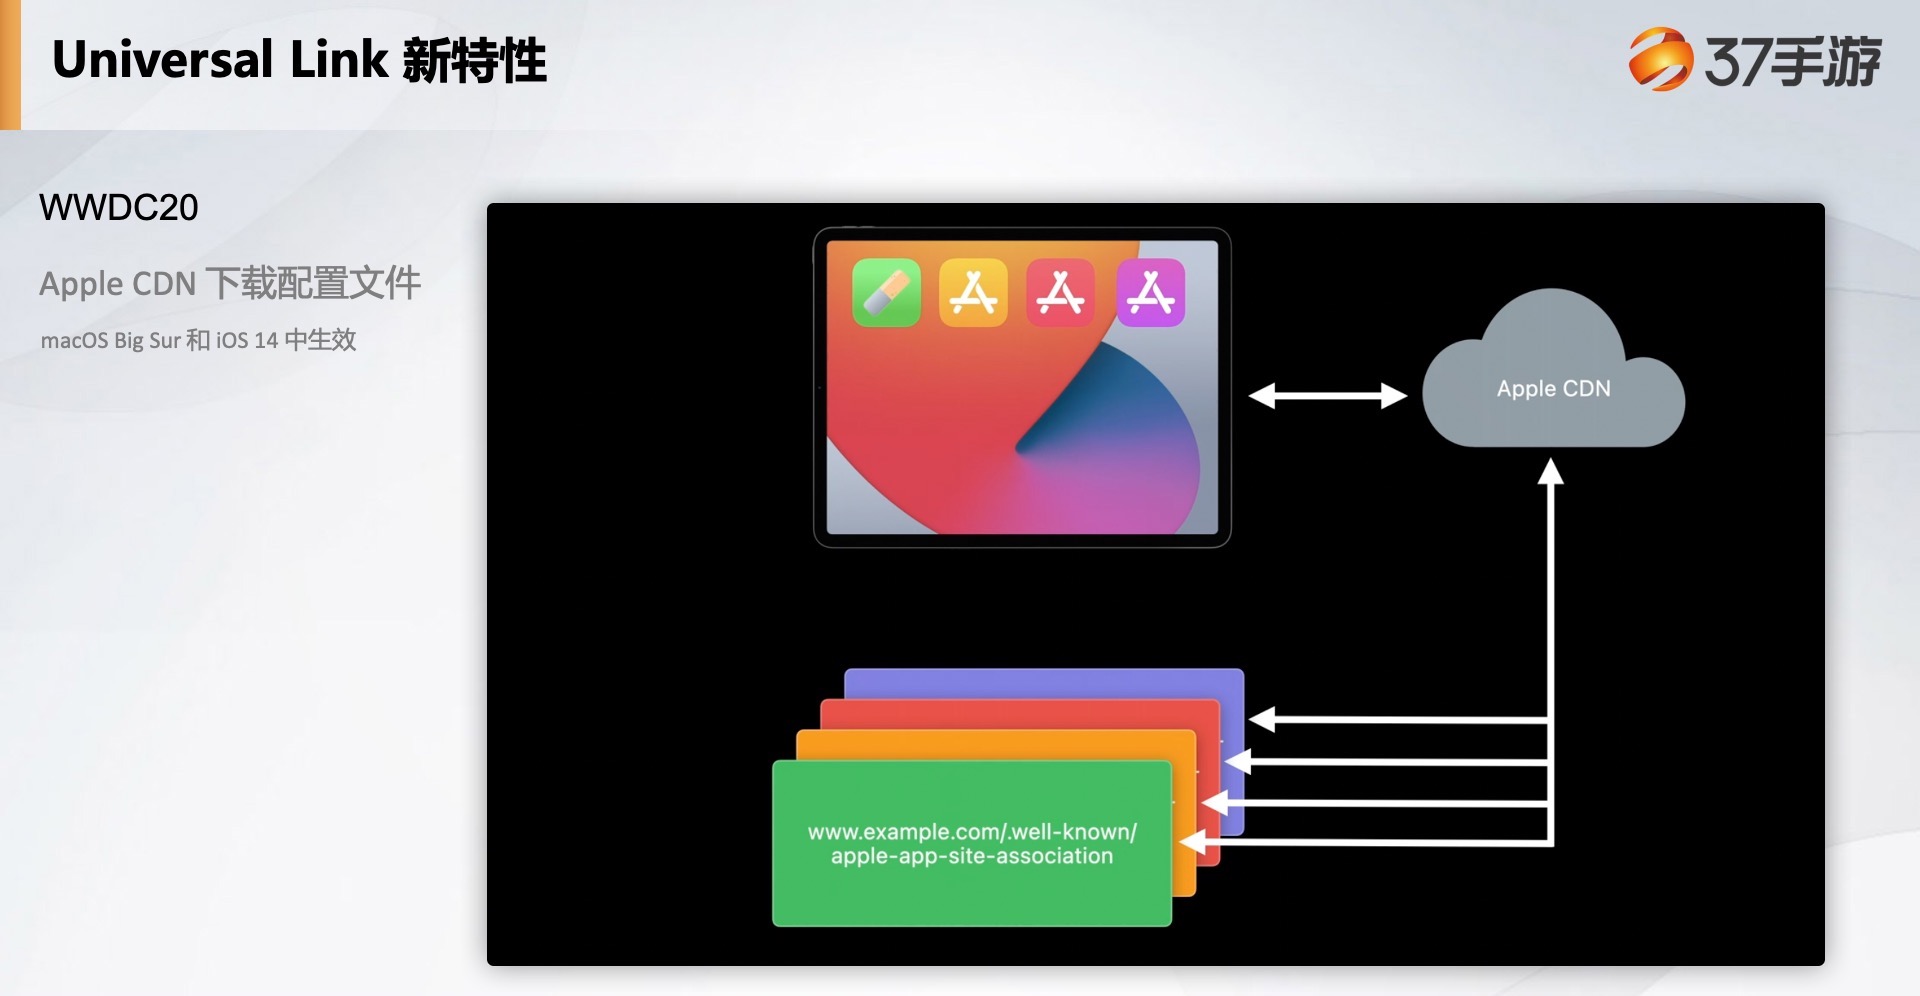 Universal Link 新特性
37手游
WWDC20
Apple CDN 下载配置文件
macOS Big Sur 和 iOS 14 中生效
Apple CDN
www.example.com/.well-known/
apple-app-site-association